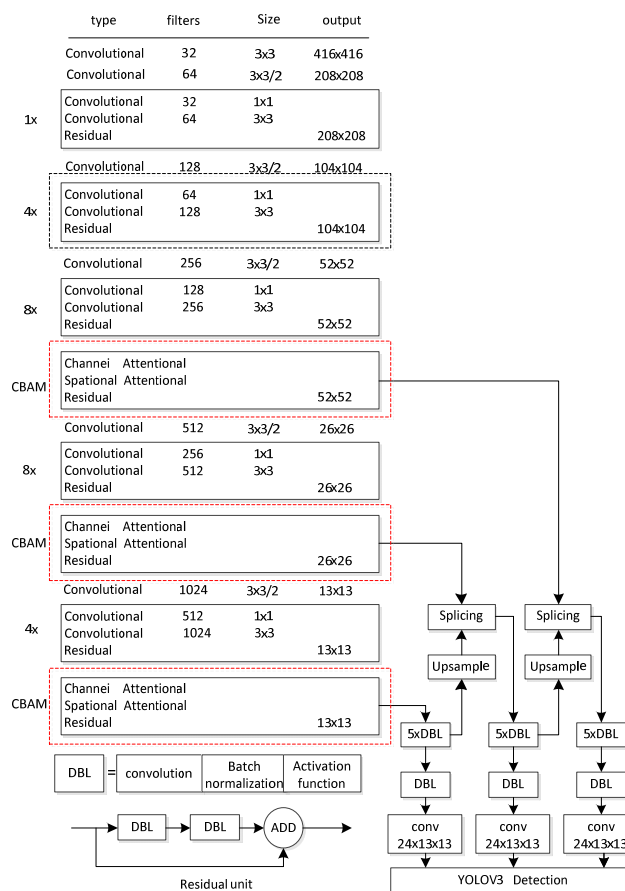 type filters Size output
Convolutional 32 3x3 416x416
Convolutional 64 3x3/2 208x208
1x
Convolutional 32 1x1
Convolutional 64 3x3
Residual 208x208
Convolutional 128 3x3/2 104x104
4x
Convolutional 64 1x1
Convolutional 128 3x3
Residual 104x104
Convolutional 256 3x3/2 52x52
8x
Convolutional 128 1x1
Convolutional 256 3x3
Residual 52x52
CBAM
Channei Attentional
Spational Attentional
Residual 52x52
Convolutional 512 3x3/2 26x26
8x
Convolutional 256 1x1
Convolutional 512 3x3
Residual 26x26
CBAM
Channei Attentional
Spational Attentional
Residual 26x26
Convolutional 1024 3x3/2 13x13
4x
Convolutional 512 1x1
Convolutional 1024 3x3
Residual 13x13
CBAM
Channei Attentional
Spational Attentional
Residual 13x13
Splicing Splicing
Upsample Upsample
5xDBL 5xDBL 5xDBL
DBL DBL DBL
conv conv conv
24x13x13 24x13x13 24x13x13
YOLOV3 Detection
DBL = convolution Batch normalization Activation function
DBL DBL ADD
Residual unit